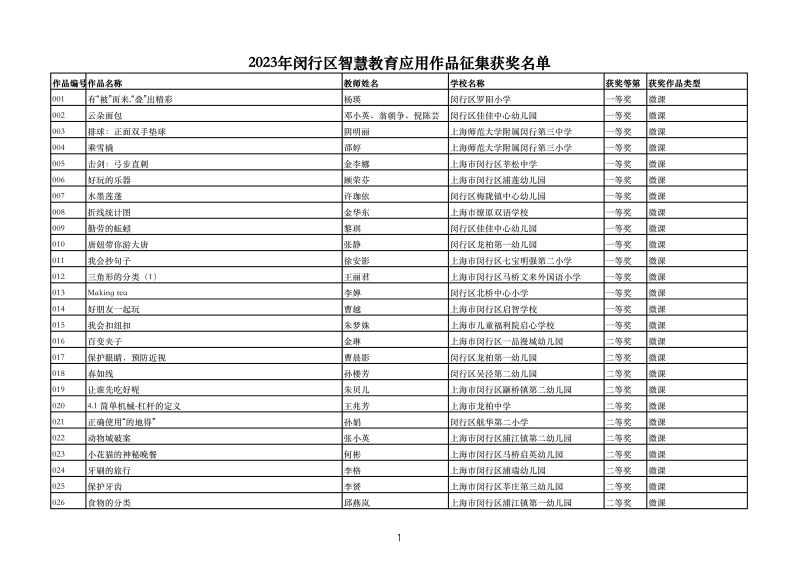 2023年闵行区智慧教育应用作品征集获奖名单
作品编号 作品名称 教师姓名 学校名称 获奖等第 获奖作品类型
001 有“被”而来,“叠”出精彩 杨瑛 闵行区罗阳小学 一等奖 微课
002 云朵面包 邓小英、翁朝争、倪陈芸 闵行区佳佳中心幼儿园 一等奖 微课
003 排球：正面双手垫球 阴明丽 上海师范大学附属闵行第三中学 一等奖 微课
004 乘雪橇 邵婷 上海师范大学附属闵行第三小学 一等奖 微课
005 击剑：弓步直刺 金李娜 上海市闵行区莘松中学 一等奖 微课
006 好玩的乐器 顾荣芬 上海市闵行区浦莲幼儿园 一等奖 微课
007 水墨莲蓬 许珈依 闵行区梅陇镇中心幼儿园 一等奖 微课
008 折线统计图 金华东 上海市燎原双语学校 一等奖 微课
009 勤劳的蚯蚓 黎琪 闵行区佳佳中心幼儿园 一等奖 微课
010 唐妞带你游大唐 张静 闵行区龙柏第一幼儿园 一等奖 微课
011 我会抄句子 徐安影 上海市闵行区七宝明强第二小学 一等奖 微课
012 三角形的分类（1） 王丽君 上海市闵行区马桥文来外国语小学 一等奖 微课
013 Making tea 李婵 闵行区北桥中心小学 一等奖 微课
014 好朋友一起玩 曹越 上海市闵行区启智学校 一等奖 微课
015 我会扣纽扣 朱梦姝 上海市儿童福利院启心学校 一等奖 微课
016 百变夹子 金琳 上海市闵行区一品漫城幼儿园 二等奖 微课
017 保护眼睛、预防近视 曹晨影 闵行区龙柏第一幼儿园 二等奖 微课
018 春如线 孙楼芳 闵行区吴泾第二幼儿园 二等奖 微课
019 让谁先吃好呢 朱贝儿 上海市闵行区颛桥镇第二幼儿园 二等奖 微课
020 4.1 简单机械-杠杆的定义 王兆芳 上海市龙柏中学 二等奖 微课
021 正确使用“的地得” 孙娟 闵行区航华第二小学 二等奖 微课
022 动物城破案 张小英 上海市闵行区浦江镇第二幼儿园 二等奖 微课
023 小花猫的神秘晚餐 何彬 上海市闵行区马桥启英幼儿园 二等奖 微课
024 牙刷的旅行 李格 上海市闵行区浦瑞幼儿园 二等奖 微课
025 保护牙齿 李赟 上海市闵行区莘庄第三幼儿园 二等奖 微课
026 食物的分类 邱燕岚 上海市闵行区浦江镇第一幼儿园 二等奖 微课
1